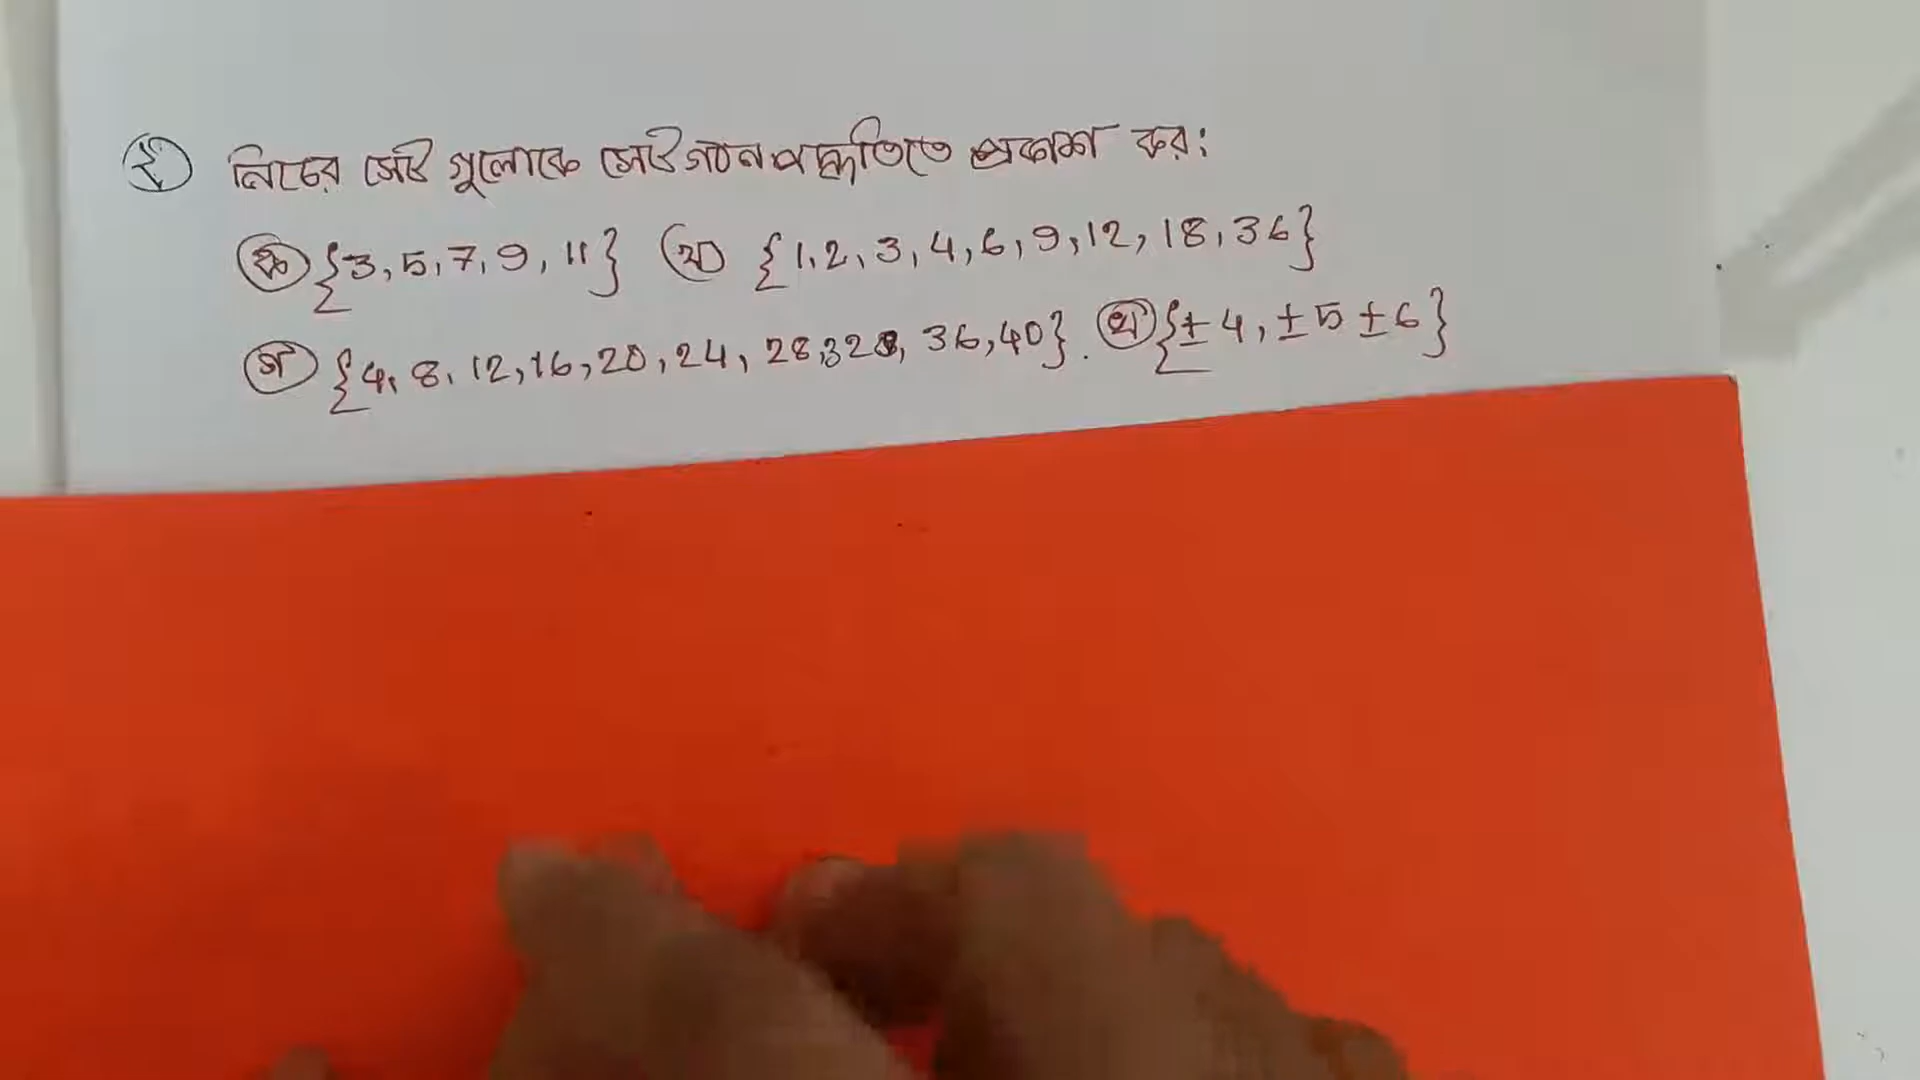 ২ নিচের সেট গুলোকে সেট গঠন পদ্ধতিতে প্রকাশ কর:
ক {3, 5, 7, 9, 11} খ {1, 2, 3, 4, 6, 9, 12, 18, 36}
গ {4, 8, 12, 16, 20, 24, 28, 32, 36, 40}. ঘ {±4, ±5 ±6}